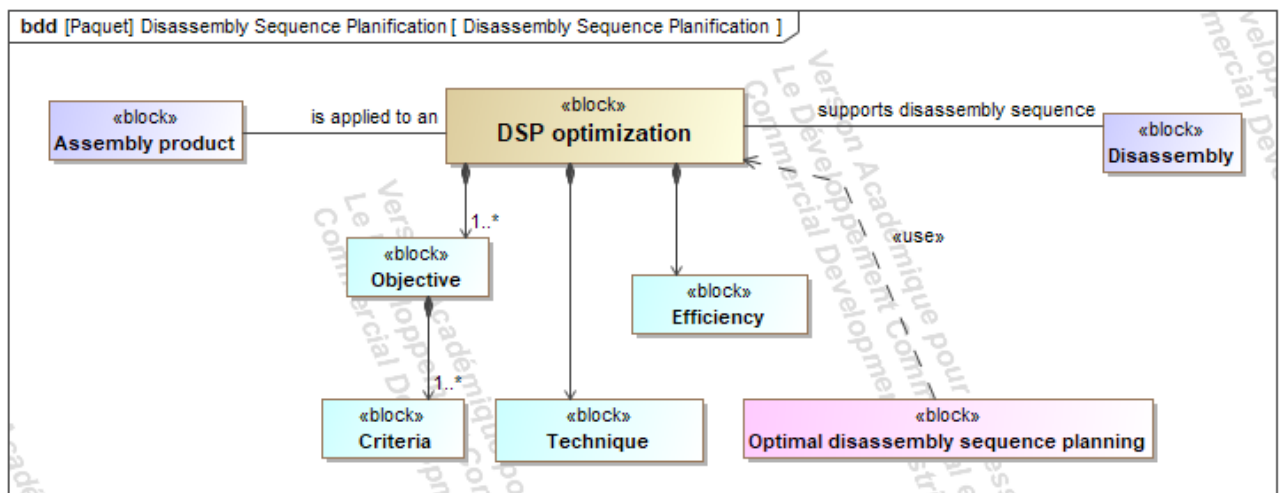 bdd [Paquet] Disassembly Sequence Planification [ Disassembly Sequence Planification ]
«block»
Assembly product
is applied to an
«block»
DSP optimization
supports disassembly sequence
«block»
Disassembly
1..*
«use»
«block»
Objective
«block»
Efficiency
1..*
«block»
Criteria
«block»
Technique
«block»
Optimal disassembly sequence planning
Version Académique pour
Le Développement
Commercial Development